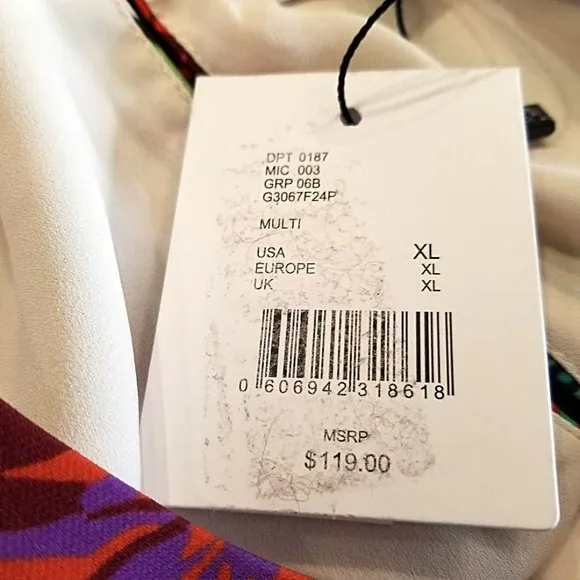 DPT 0187
MIC 003
GRP 06B
G3067F24P
MULTI
USA XL
EUROPE XL
UK XL
0 606942 318618
MSRP
$119.00